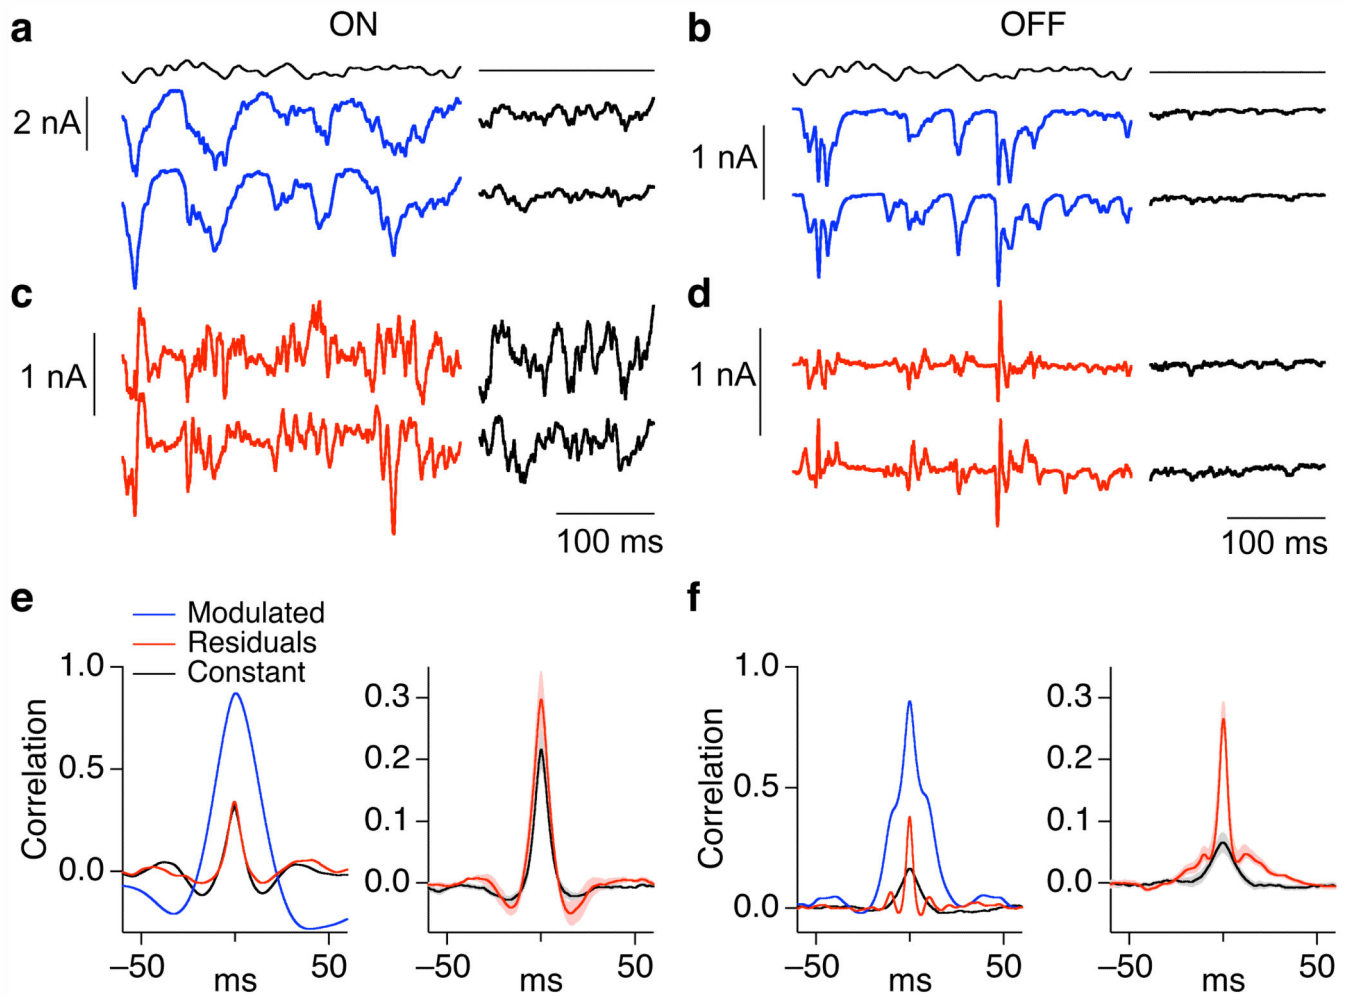 a ON
b OFF
2 nA
1 nA
c
d
1 nA
1 nA
100 ms
100 ms
e
Modulated
Residuals
Constant
f
1.0
0.5
0.0
Correlation
−50 ms 50
0.3
0.2
0.1
0.0
−50 ms 50
1.0
0.5
0.0
Correlation
−50 ms 50
0.3
0.2
0.1
0.0
−50 ms 50